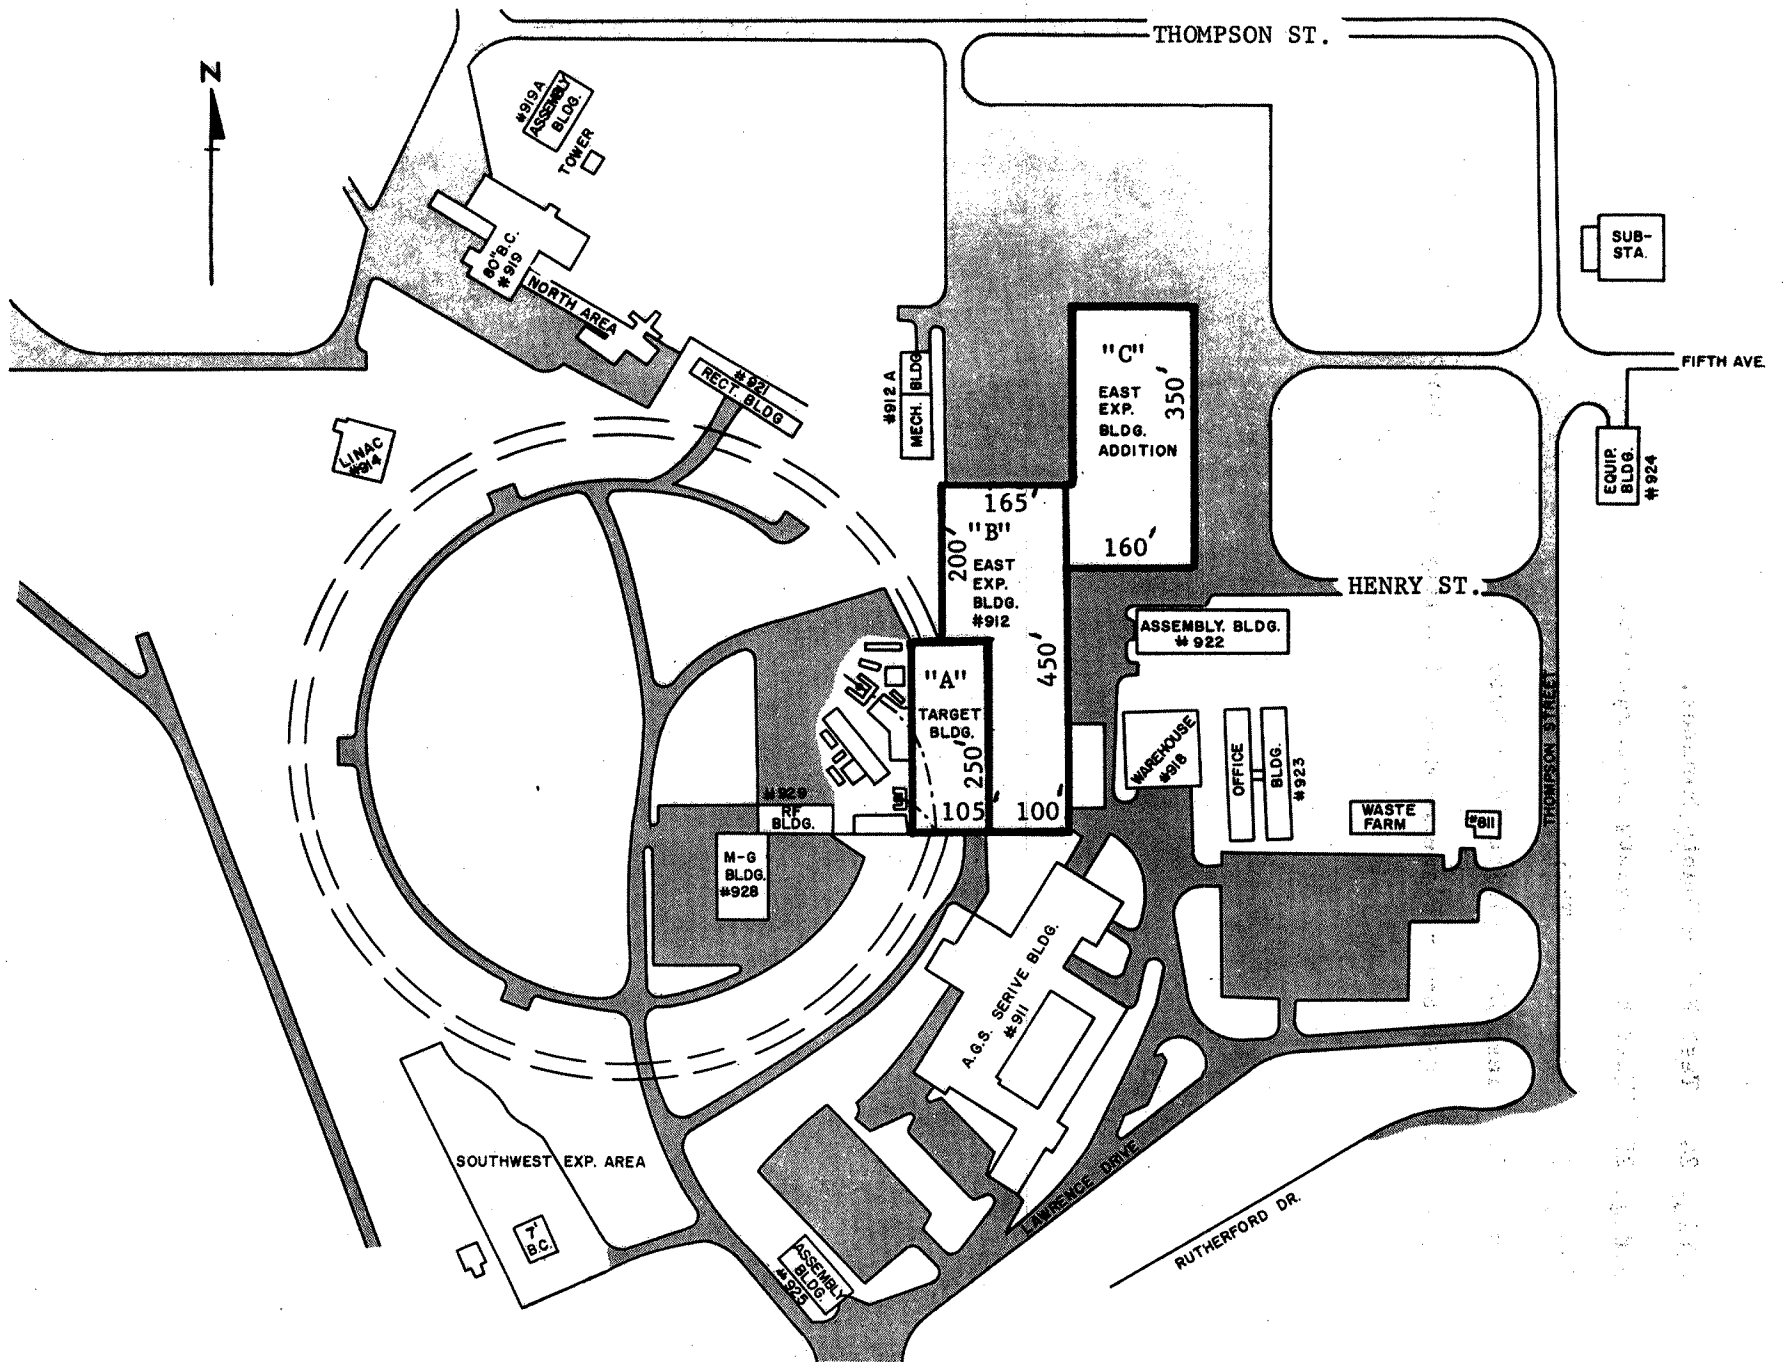 THOMPSON ST.
N
#919A
ASSEMBLY
BLDG.
TOWER
80" B.C.
#919
NORTH AREA
SUB-
STA.
FIFTH AVE.
#921
RECT. BLDG
#912 A
MECH. BLDG
"C"
EAST
EXP.
BLDG.
ADDITION
350'
160'
LINAC
#914
EQUIP.
BLDG.
#924
165'
"B"
200'
EAST
EXP.
BLDG.
#912
450'
HENRY ST.
ASSEMBLY. BLDG.
#922
"A"
TARGET
BLDG.
250'
105'
100'
WAREHOUSE
#918
OFFICE
BLDG.
#923
THOMPSON STREET
WASTE
FARM
#811
#929
RF
BLDG.
M-G
BLDG.
#928
A.G.S. SERIVE BLDG.
#911
SOUTHWEST EXP. AREA
7'
B.C.
LAWRENCE DRIVE
RUTHERFORD DR.
ASSEMBLY
BLDG.
#925